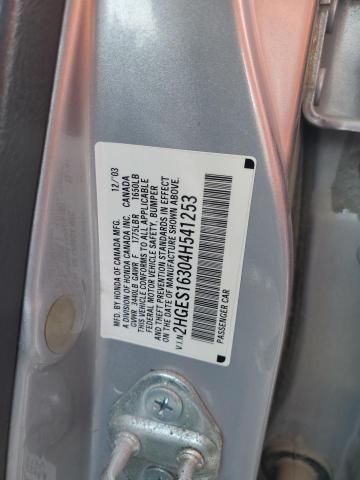 MFD. BY HONDA OF CANADA MFG. 12/03
A DIVISION OF HONDA CANADA INC. CANADA
GVWR 3440LB GAWR F 1775LB R 1650LB
THIS VEHICLE CONFORMS TO ALL APPLICABLE
FEDERAL MOTOR VEHICLE SAFETY, BUMPER
AND THEFT PREVENTION STANDARDS IN EFFECT
ON THE DATE OF MANUFACTURE SHOWN ABOVE.
V.I.N. 2HGES16304H541253
PASSENGER CAR